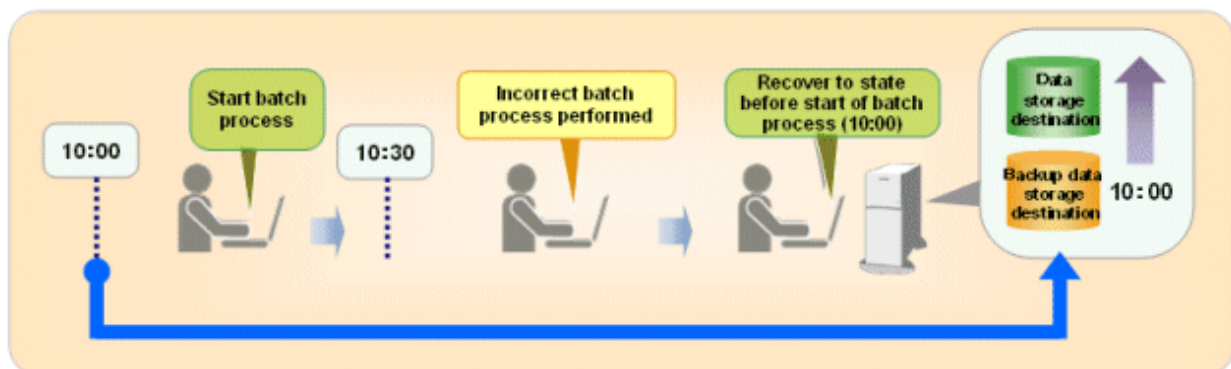 10:00
Start batch
process
10:30
Incorrect batch
process performed
Recover to state
before start of batch
process (10:00)
Data
storage
destination
Backup data
storage
destination
10:00